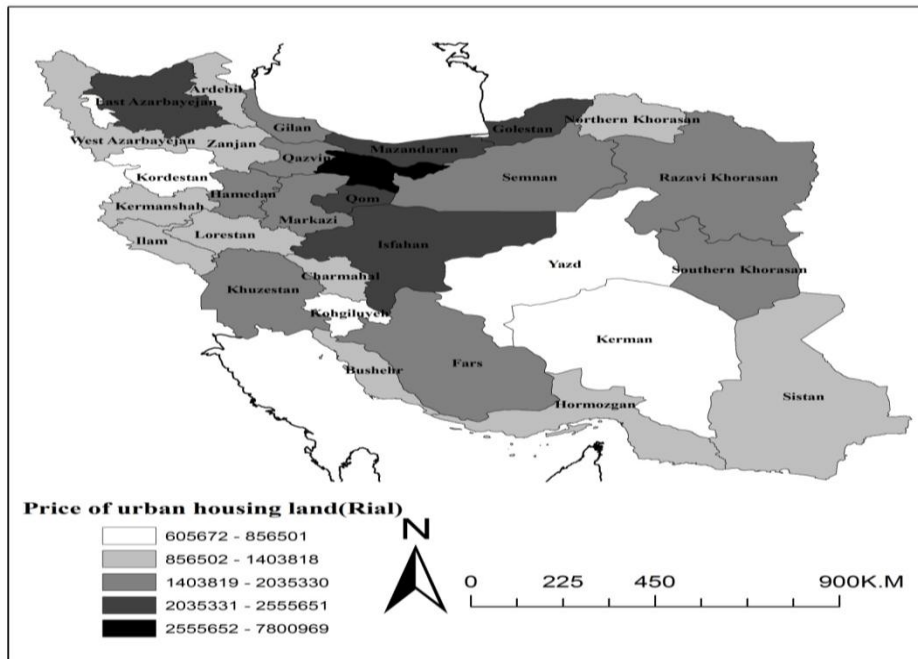 Ardebil
East Azarbayejan
Northern Khorasan
Golestan
Gilan
West Azarbayejan
Zanjan
Mazandaran
Qazvin
Kordestan
Semnan
Razavi Khorasan
Hamedan
Qom
Kermanshah
Markazi
Lorestan
Ilam
Isfahan
Yazd
Southern Khorasan
Charmahal
Khuzestan
Kohgiluyeh
Kerman
Fars
Bushehr
Sistan
Hormozgan
Price of urban housing land(Rial)
605672 - 856501
856502 - 1403818
1403819 - 2035330
2035331 - 2555651
2555652 - 7800969
N
0 225 450 900K.M